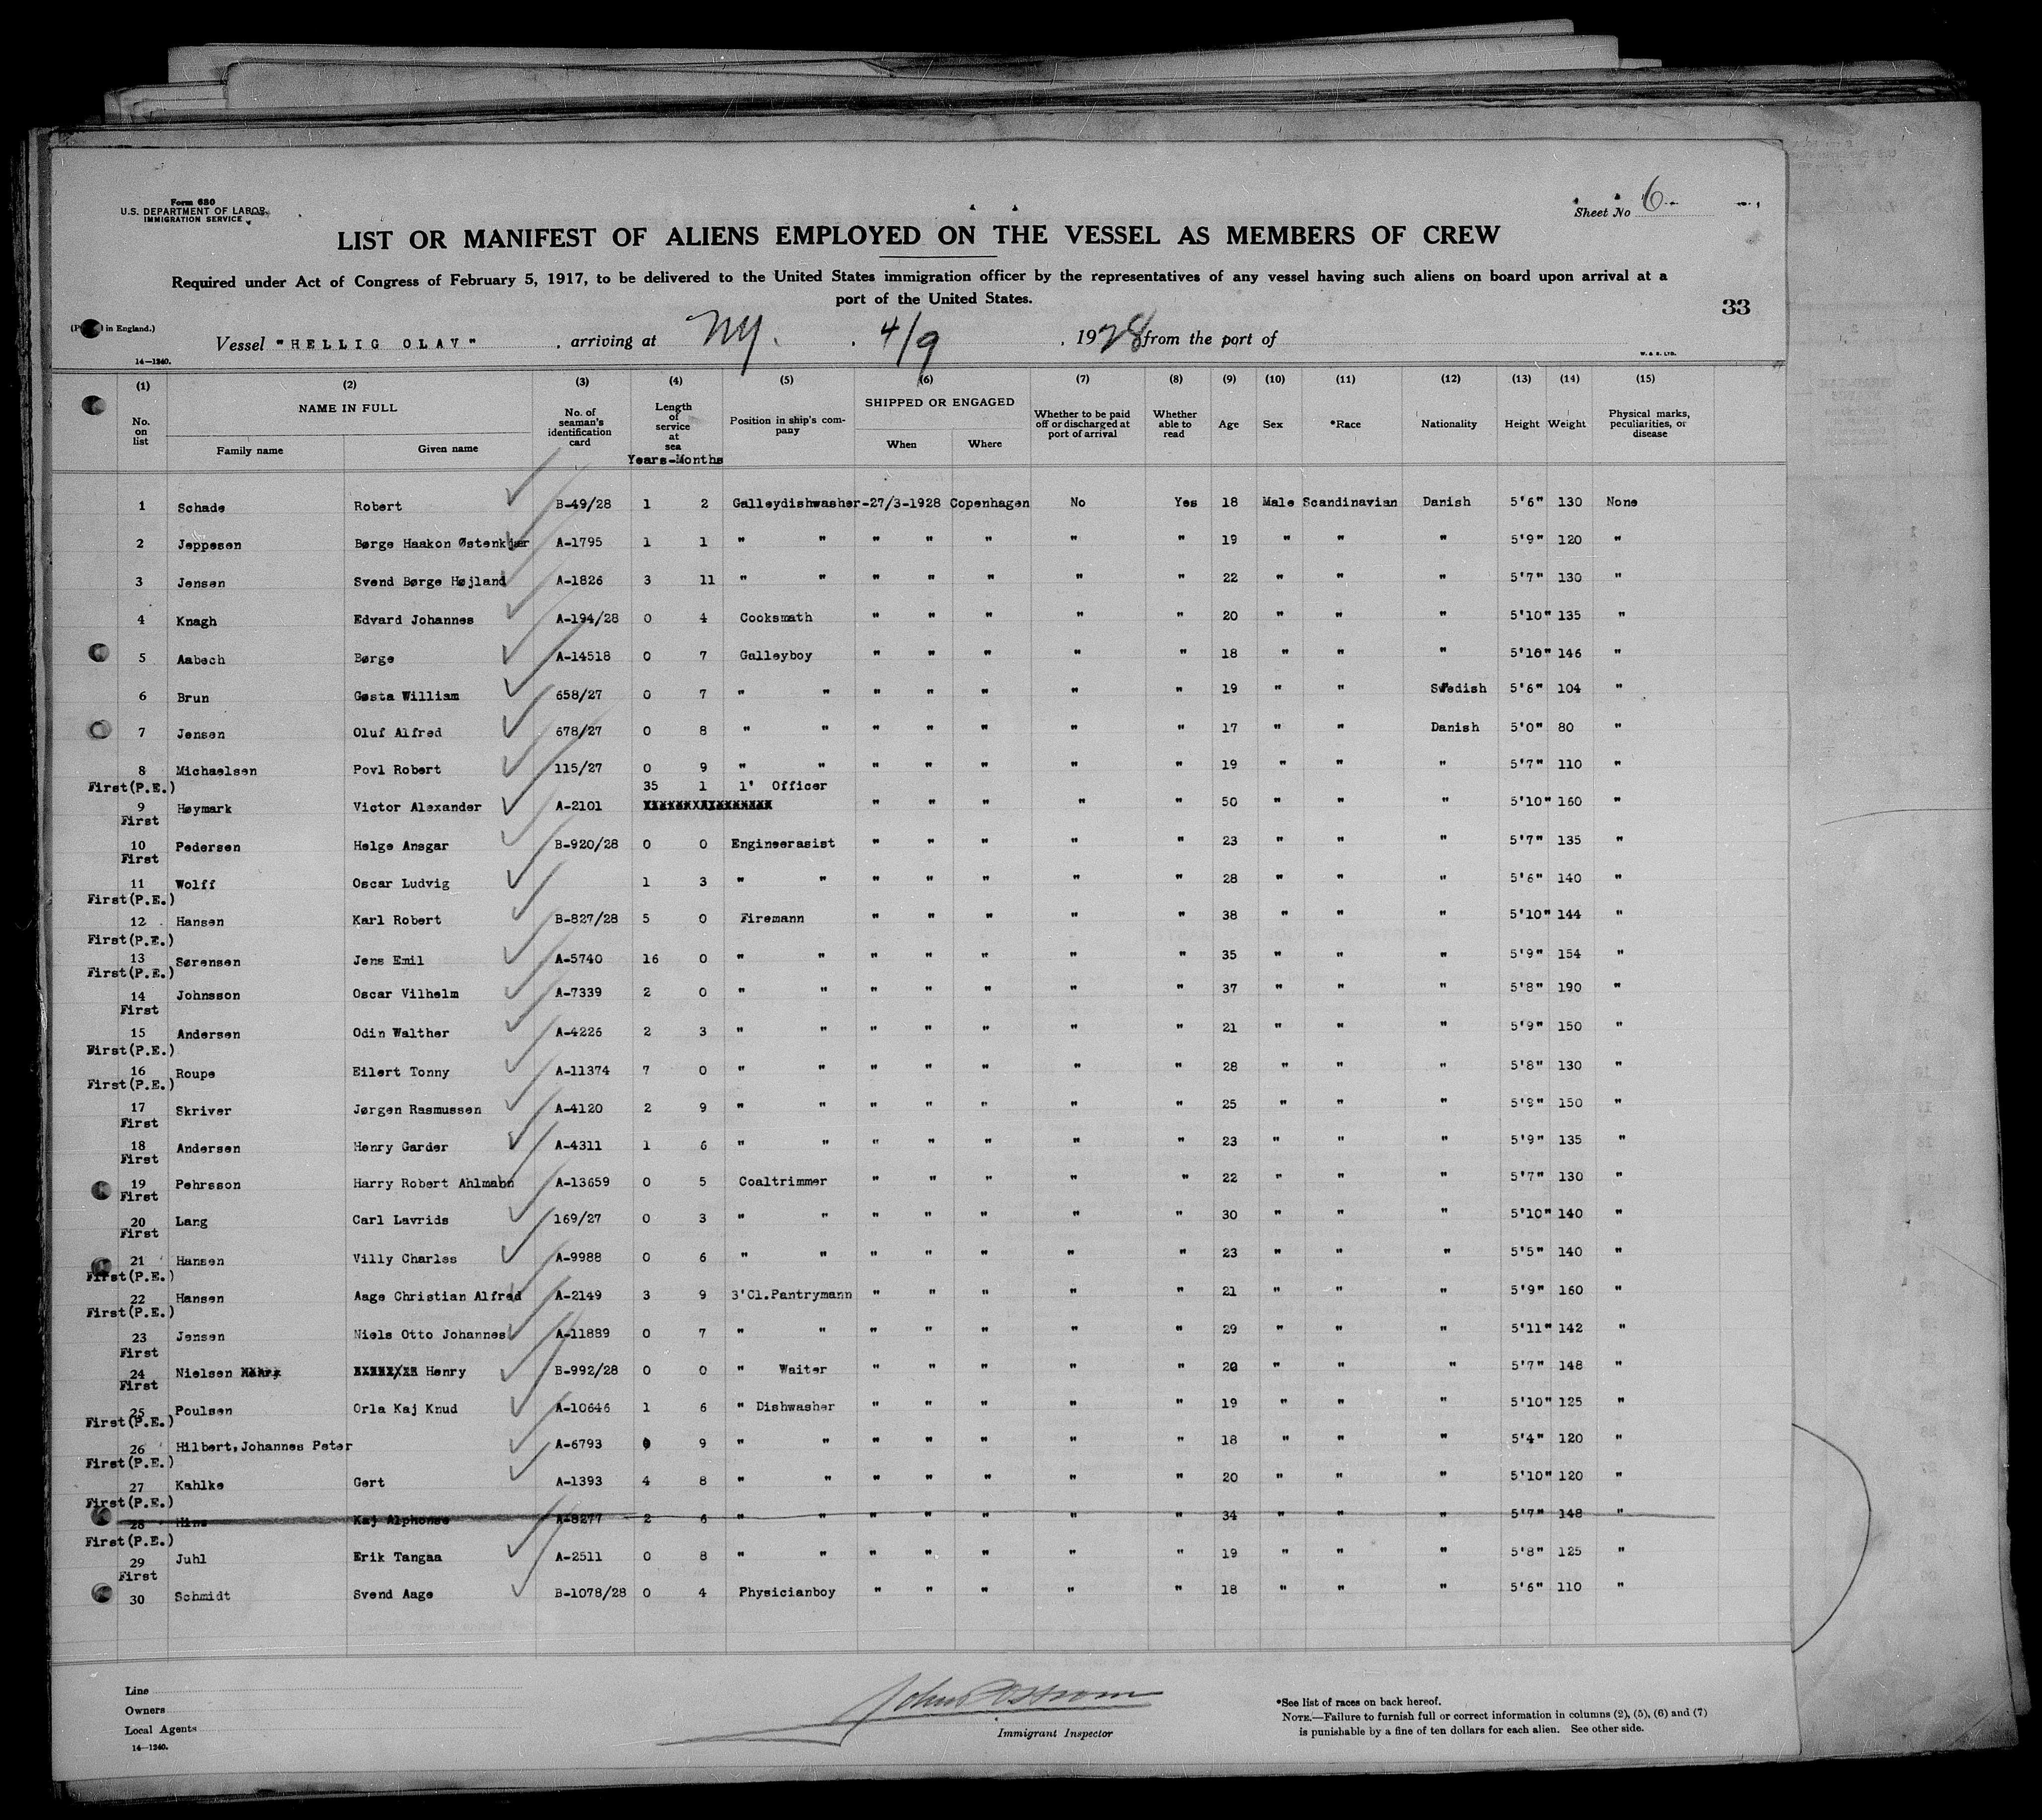 Form 680
U.S. DEPARTMENT OF LABOR
IMMIGRATION SERVICE
Sheet No 6
LIST OR MANIFEST OF ALIENS EMPLOYED ON THE VESSEL AS MEMBERS OF CREW
Required under Act of Congress of February 5, 1917, to be delivered to the United States immigration officer by the representatives of any vessel having such aliens on board upon arrival at a
port of the United States.
33
in England.)
Vessel "HELLIG OLAV" , arriving at NY. , 4/9 , 1928 from the port of
14—1240. W. & S. LTD.
(1) (2) (3) (4) (5) (6) (7) (8) (9) (10) (11) (12) (13) (14) (15)
No. on list NAME IN FULL Family name Given name No. of seaman's identification card Length of service at sea Years-Months Position in ship's company SHIPPED OR ENGAGED When Where Whether to be paid off or discharged at port of arrival Whether able to read Age Sex *Race Nationality Height Weight Physical marks, peculiarities, or disease
1 Schade Robert B-49/28 1 2 Galleydishwasher-27/3-1928 Copenhagen No Yes 18 Male Scandinavian Danish 5'6" 130 None
2 Jeppesen Børge Haakon Østenkjær A-1795 1 1 " " " " " " " 19 " " " 5'9" 120 "
3 Jensen Svend Børge Højland A-1826 3 11 " " " " " " " 22 " " " 5'7" 130 "
4 Knagh Edvard Johannes A-194/28 0 4 Cooksmath " " " " " 20 " " " 5'10" 135 "
5 Aabech Børge A-14518 0 7 Galleyboy " " " " " 18 " " " 5'10" 146 "
6 Brun Gøsta William 658/27 0 7 " " " " " " " 19 " " Swedish 5'6" 104 "
7 Jensen Oluf Alfred 678/27 0 8 " " " " " " " 17 " " Danish 5'0" 80 "
8 Michaelsen Povl Robert 115/27 0 9 " " " " " " " 19 " " " 5'7" 110 "
First(P.E.) 35 1 1' Officer
9 Høymark Victor Alexander A-2101 " " " " " 50 " " " 5'10" 160 "
First
10 Pedersen Helge Ansgar B-920/28 0 0 Engineerasist " " " " " 23 " " " 5'7" 135 "
First
11 Wolff Oscar Ludvig 1 3 " " " " " " " 28 " " " 5'6" 140 "
First(P.E.)
12 Hansen Karl Robert B-827/28 5 0 Firemann " " " " " 38 " " " 5'10" 144 "
First(P.E.)
13 Sørensen Jens Emil A-5740 16 0 " " " " " " " 35 " " " 5'9" 154 "
First(P.E.)
14 Johnsson Oscar Vilhelm A-7339 2 0 " " " " " " " 37 " " " 5'8" 190 "
First
15 Andersen Odin Walther A-4226 2 3 " " " " " " " 21 " " " 5'9" 150 "
First(P.E.)
16 Roupe Eilert Tonny A-11374 7 0 " " " " " " " 28 " " " 5'8" 130 "
First(P.E.)
17 Skriver Jørgen Rasmussen A-4120 2 9 " " " " " " " 25 " " " 5'9" 150 "
First
18 Andersen Henry Garder A-4311 1 6 " " " " " " " 23 " " " 5'9" 135 "
First
19 Pehrsson Harry Robert Ahlmann A-13659 0 5 Coaltrimmer " " " " " 22 " " " 5'7" 130 "
First
20 Lang Carl Lavrids 169/27 0 3 " " " " " " " 30 " " " 5'10" 140 "
First
21 Hansen Villy Charles A-9988 0 6 " " " " " " " 23 " " " 5'5" 140 "
First(P.E.)
22 Hansen Aage Christian Alfred A-2149 3 9 3'Cl.Pantrymann " " " " " 21 " " " 5'9" 160 "
First(P.E.)
23 Jensen Niels Otto Johannes A-11889 0 7 " " " " " " " 29 " " " 5'11" 142 "
First
24 Nielsen Henry B-992/28 0 0 " Waiter " " " " " 20 " " " 5'7" 148 "
First
25 Poulsen Orla Kaj Knud A-10646 1 6 " Dishwasher " " " " " 19 " " " 5'10" 125 "
First(P.E.)
26 Hilbert, Johannes Peter A-6793 0 9 " " " " " " " 18 " " " 5'4" 120 "
First(P.E.)
27 Kahlke Gert A-1393 4 8 " " " " " " " 20 " " " 5'10" 120 "
First(P.E.)
28 Kaj Alphonse A-8277 2 6 " " " " " " " 34 " " " 5'7" 148 "
First(P.E.)
29 Juhl Erik Tangaa A-2511 0 8 " " " " " " " 19 " " " 5'8" 125 "
First
30 Schmidt Svend Aage B-1078/28 0 4 Physicianboy " " " " " 18 " " " 5'6" 110 "
Line
Owners
Local Agents
14—1240.
John Ostrom
Immigrant Inspector
*See list of races on back hereof.
NOTE.—Failure to furnish full or correct information in columns (2), (5), (6) and (7)
is punishable by a fine of ten dollars for each alien. See other side.